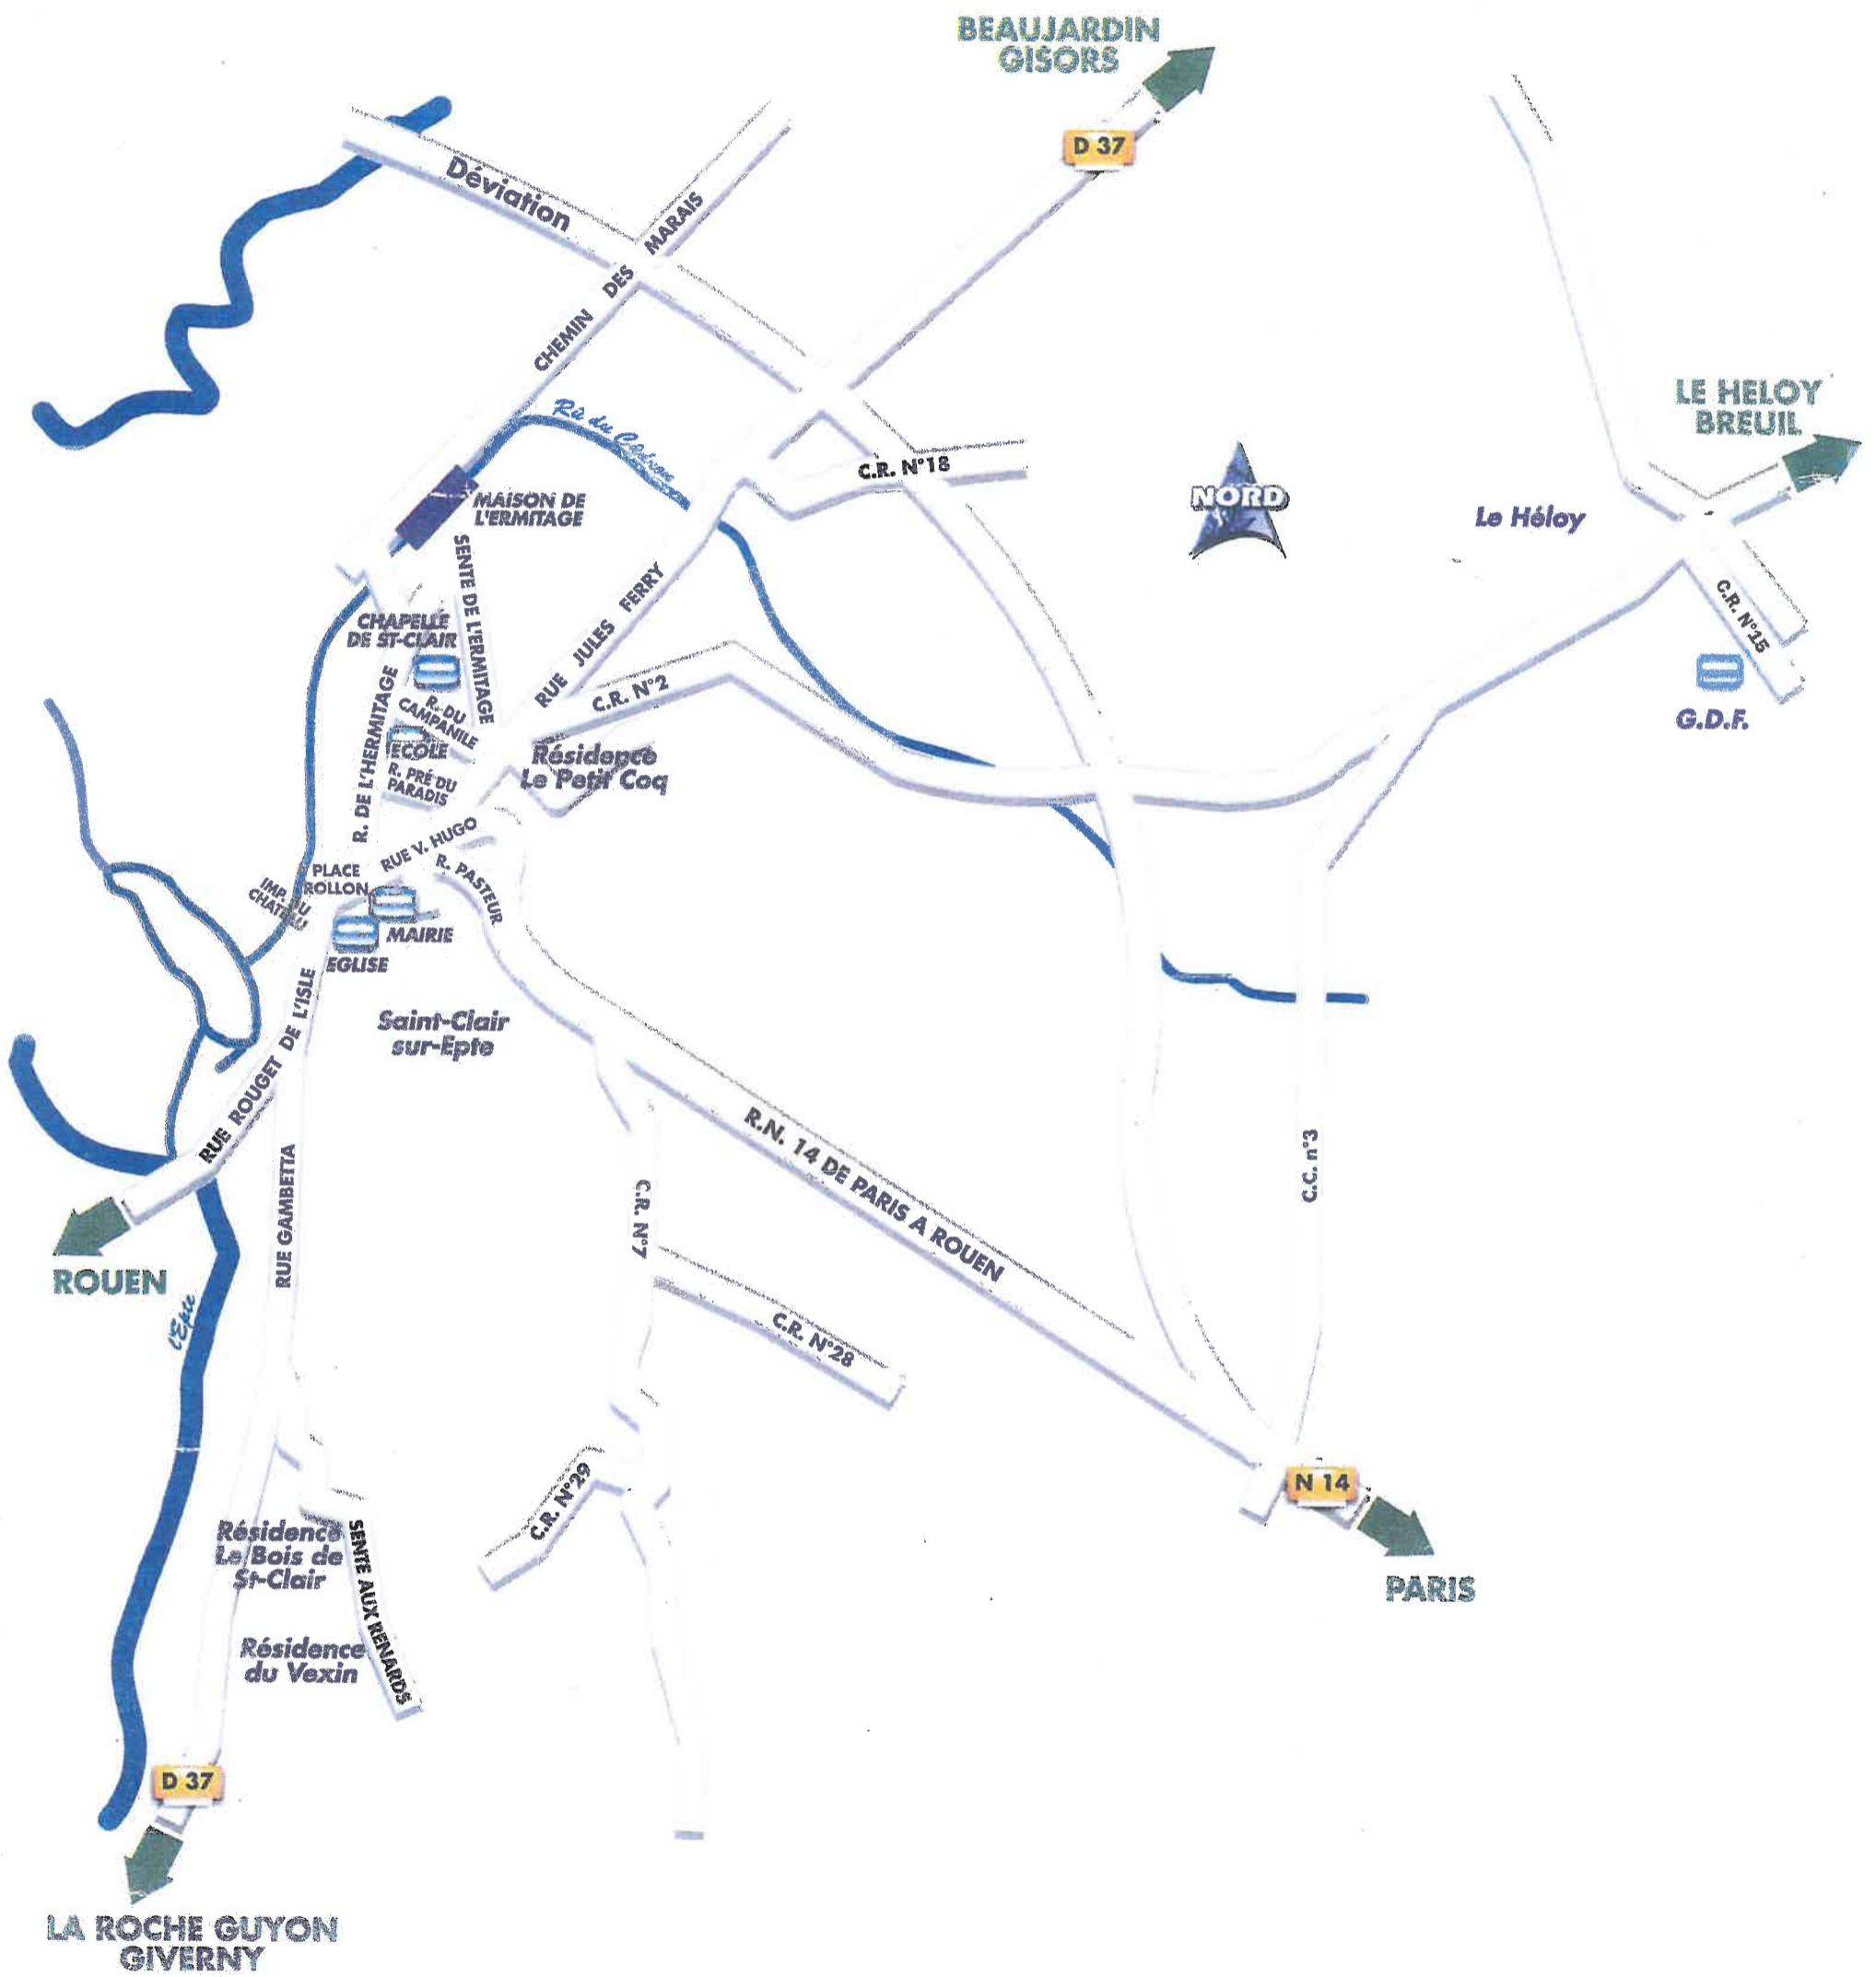 BEAUJARDIN
GISORS
D 37
Déviation
CHEMIN DES MARAIS
LE HELOY
BREUIL
Rû du
C.R. N°18
NORD
Le Héloy
MAISON DE
L'ERMITAGE
SENTE DE L'ERMITAGE
C.R. N°15
G.D.F.
CHAPELLE
DE ST-CLAIR
RUE JULES FERRY
C.R. N°2
R. DE L'HERMITAGE
R. DU
CAMPANILE
ECOLE
R. PRÉ DU
PARADIS
Résidence
Le Petit Coq
RUE V. HUGO
R. PASTEUR
PLACE
ROLLON
IMP. DU
CHATEAU
MAIRIE
EGLISE
Saint-Clair
sur-Epte
RUE ROUGET DE L'ISLE
RUE GAMBETTA
R.N. 14 DE PARIS A ROUEN
C.C. n°3
C.R. N°7
ROUEN
l'Epte
C.R. N°28
C.R. N°29
N 14
PARIS
Résidence
Le Bois de
St-Clair
SENTE AUX RENARDS
Résidence
du Vexin
D 37
LA ROCHE GUYON
GIVERNY